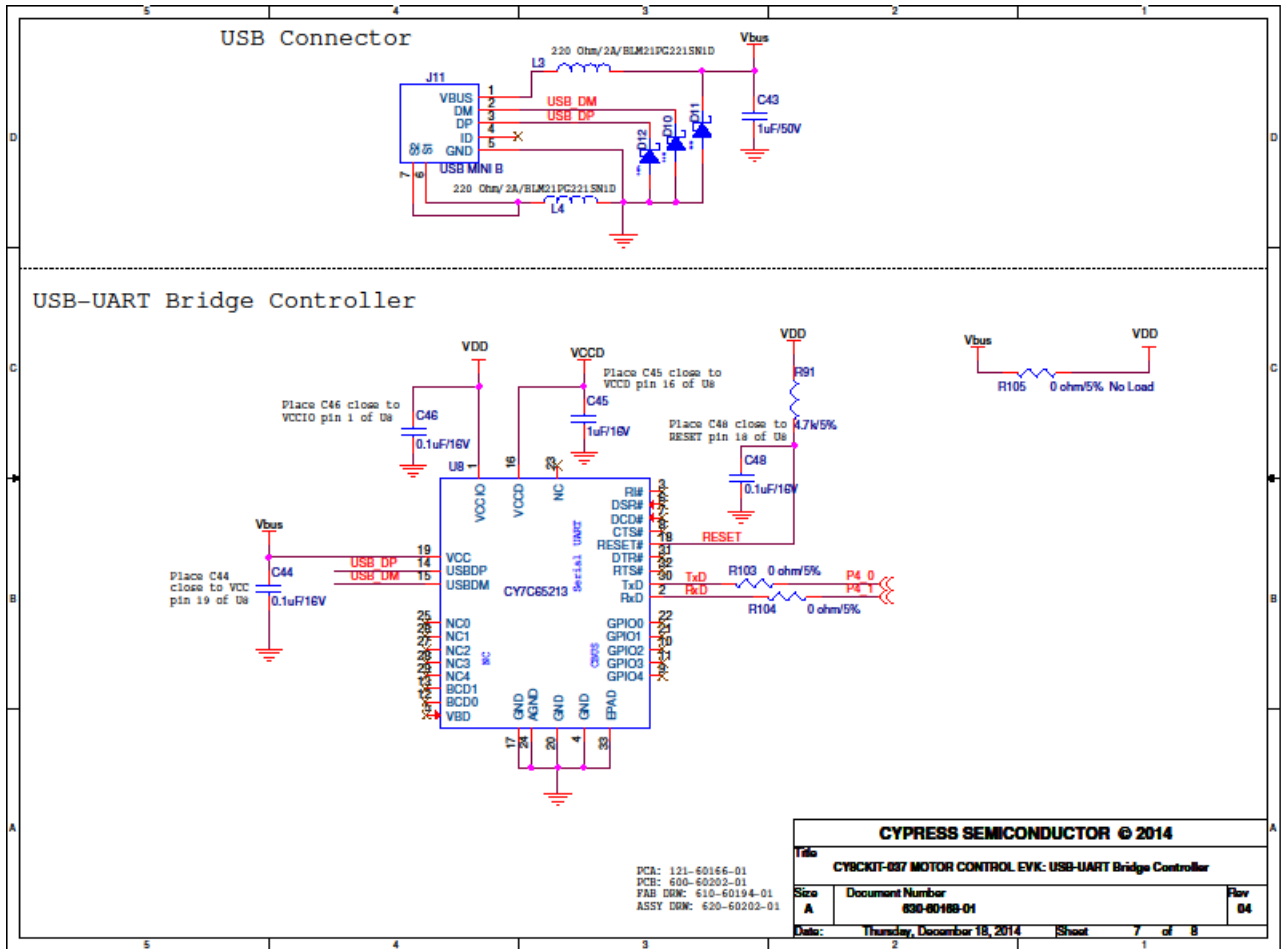 5 4 3 2 1
USB Connector
Vbus
220 Ohm/2A/BLM21PG221SN1D
L3
J11
1
VBUS
2
DM
USB_DM
3
DP
USB_DP
4
ID
5
GND
S2 S1
USB MINI B
7 6
D12
D10
D11
C43
1uF/50V
220 Ohm/2A/BLM21PG221SN1D
L4
D D
USB-UART Bridge Controller
VDD
VCCD
VDD
Vbus
VDD
C C
Place C45 close to
VCCD pin 16 of U8
R91
R105
0 ohm/5% No Load
Place C46 close to
VCCIO pin 1 of U8
C46
0.1uF/16V
C45
1uF/16V
4.7k/5%
Place C48 close to
RESET pin 18 of U8
C48
0.1uF/16V
U8
1
16
23
VCCIO
VCCD
NC
3
RI#
DSR#
DCD#
CTS#
18
RESET#
RESET
31
DTR#
32
RTS#
30
TxD
TxD
2
RxD
RxD
R103 0 ohm/5%
P4_0
R104
0 ohm/5%
P4_1
Serial UART
Vbus
19
VCC
USB_DP
14
USBDP
USB_DM
15
USBDM
CY7C65213
Place C44
close to VCC
pin 19 of U8
C44
0.1uF/16V
B B
25
NC0
NC1
NC2
NC3
NC4
BCD1
BCD0
VBD
NC
CBUS
22
GPIO0
21
GPIO1
10
GPIO2
11
GPIO3
GPIO4
GND
AGND
GND
GND
EPAD
17
24
20
4
33
A A
PCA: 121-60166-01
PCB: 600-60202-01
FAB DRW: 610-60194-01
ASSY DRW: 620-60202-01
CYPRESS SEMICONDUCTOR © 2014
Title
CY8CKIT-037 MOTOR CONTROL EVK: USB-UART Bridge Controller
Size
A
Document Number
630-60168-01
Rev
04
Date:
Thursday, December 18, 2014
Sheet
7 of 8
5 4 3 2 1